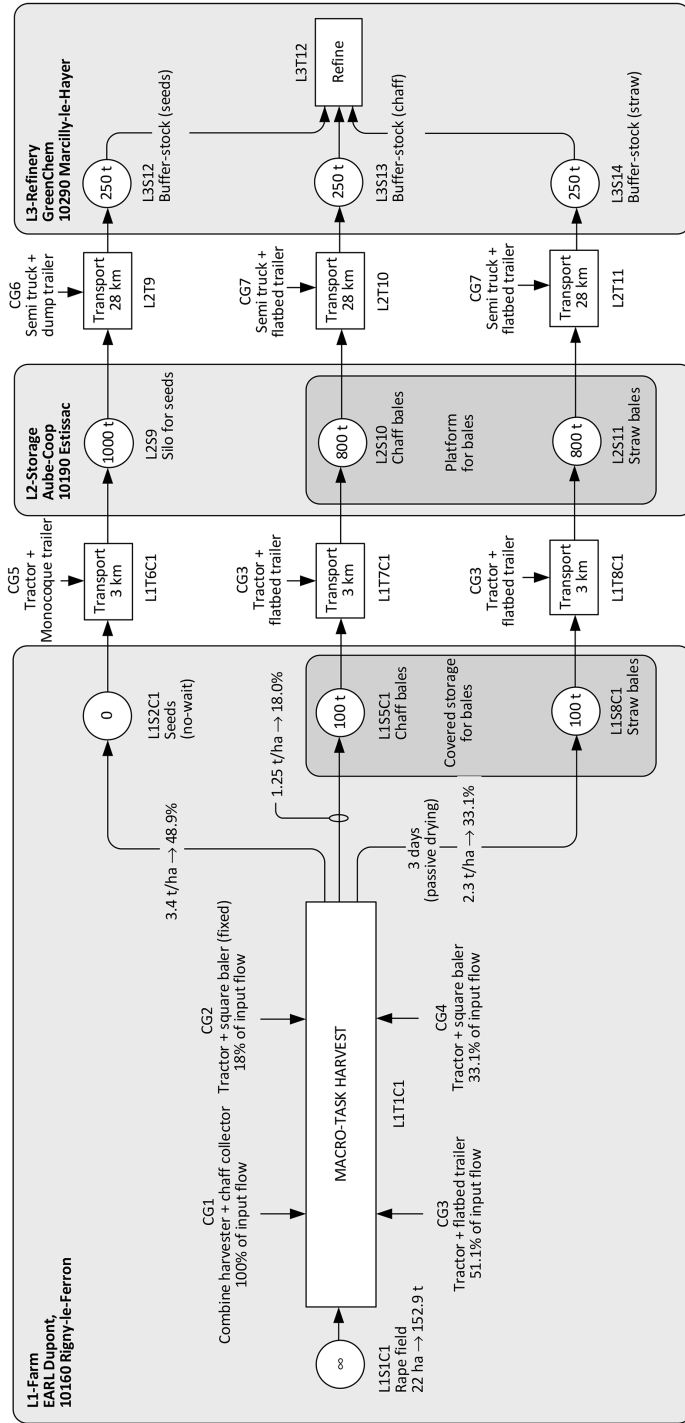 L1-Farm
EARL Dupont,
10160 Rigny-le-Ferron
∞
L1S1C1
Rape field
22 ha → 152.9 t
CG1
Combine harvester + chaff collector
100% of input flow
CG2
Tractor + square baler (fixed)
18% of input flow
MACRO-TASK HARVEST
L1T1C1
CG3
Tractor + flatbed trailer
51.1% of input flow
CG4
Tractor + square baler
33.1% of input flow
3.4 t/ha → 48.9%
1.25 t/ha → 18.0%
3 days
(passive drying)
2.3 t/ha → 33.1%
0
L1S2C1
Seeds
(no-wait)
100 t
L1S5C1
Chaff bales
Covered storage
for bales
100 t
L1S8C1
Straw bales
CG5
Tractor +
Monocoque trailer
Transport
3 km
L1T6C1
CG3
Tractor +
flatbed trailer
Transport
3 km
L1T7C1
CG3
Tractor +
flatbed trailer
Transport
3 km
L1T8C1
L2-Storage
Aube-Coop
10190 Estissac
1000 t
L2S9
Silo for seeds
800 t
L2S10
Chaff bales
Platform
for bales
800 t
L2S11
Straw bales
CG6
Semi truck +
dump trailer
Transport
28 km
L2T9
CG7
Semi truck +
flatbed trailer
Transport
28 km
L2T10
CG7
Semi truck +
flatbed trailer
Transport
28 km
L2T11
L3-Refinery
GreenChem
10290 Marcilly-le-Hayer
250 t
L3S12
Buffer-stock (seeds)
250 t
L3S13
Buffer-stock (chaff)
250 t
L3S14
Buffer-stock (straw)
L3T12
Refine